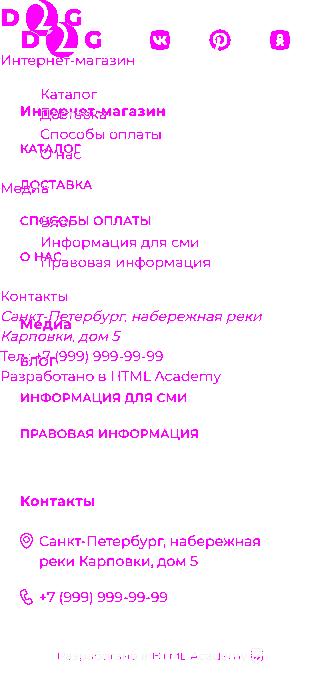 D2G
D2G
Интернет-магазин
Каталог
Интернет-магазин
Доставка
Способы оплаты
КАТАЛОГ
О нас
ДОСТАВКА
Медиа
СПОСОБЫ ОПЛАТЫ
Блог
Информация для сми
О НАС
Правовая информация
Контакты
Санкт-Петербург, набережная реки
Медиа
Карповки, дом 5
Тел.: +7 (999) 999-99-99
БЛОГ
Разработано в HTML Academy
ИНФОРМАЦИЯ ДЛЯ СМИ
ПРАВОВАЯ ИНФОРМАЦИЯ
Контакты
Санкт-Петербург, набережная
реки Карповки, дом 5
+7 (999) 999-99-99
Разработано в HTML Academy